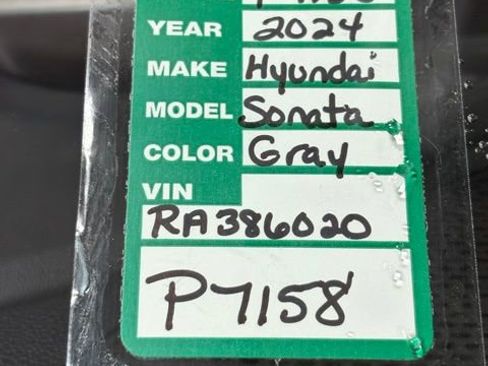 YEAR 2024
MAKE Hyundai
MODEL Sonata
COLOR Gray
VIN
RA386020
P7158